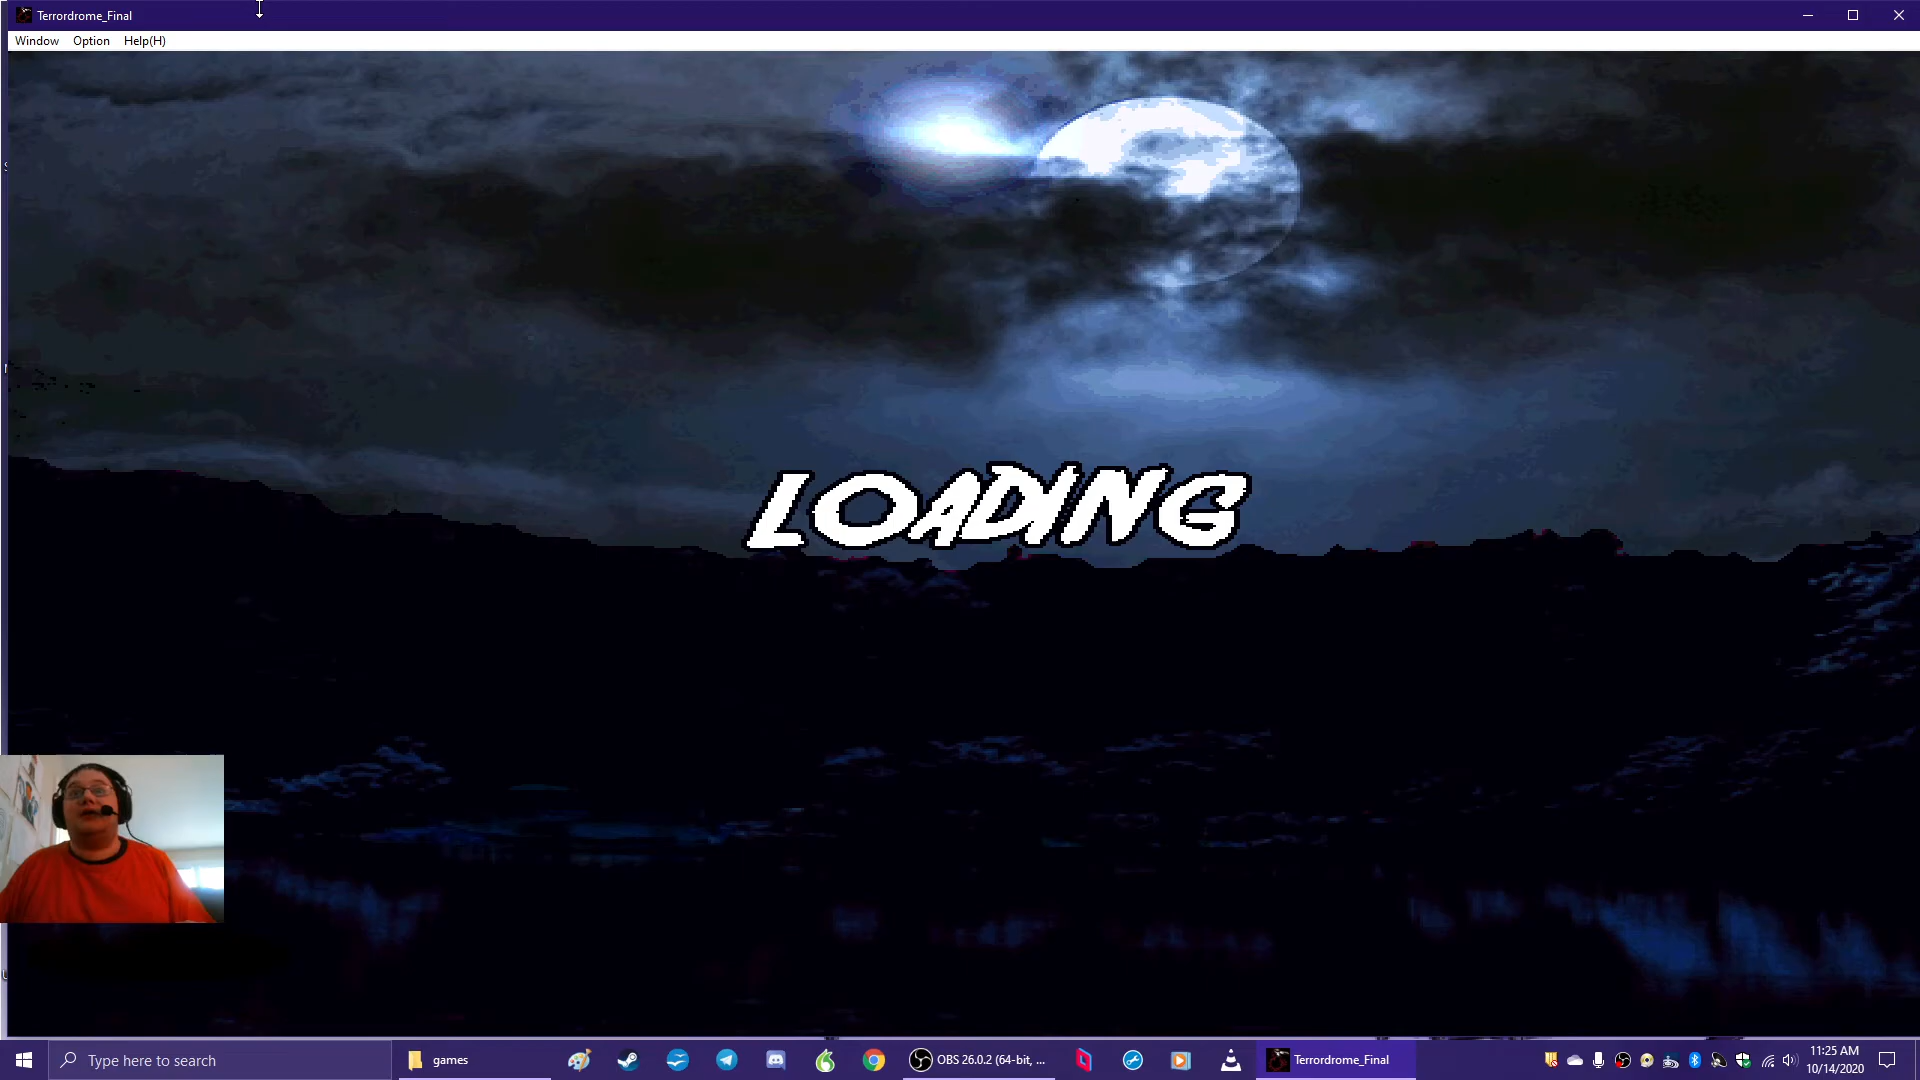 Terrordrome_Final
Window Option Help(H)
LOADING
Type here to search
games
OBS 26.0.2 (64-bit, ...
Terrordrome_Final
11:25 AM
10/14/2020